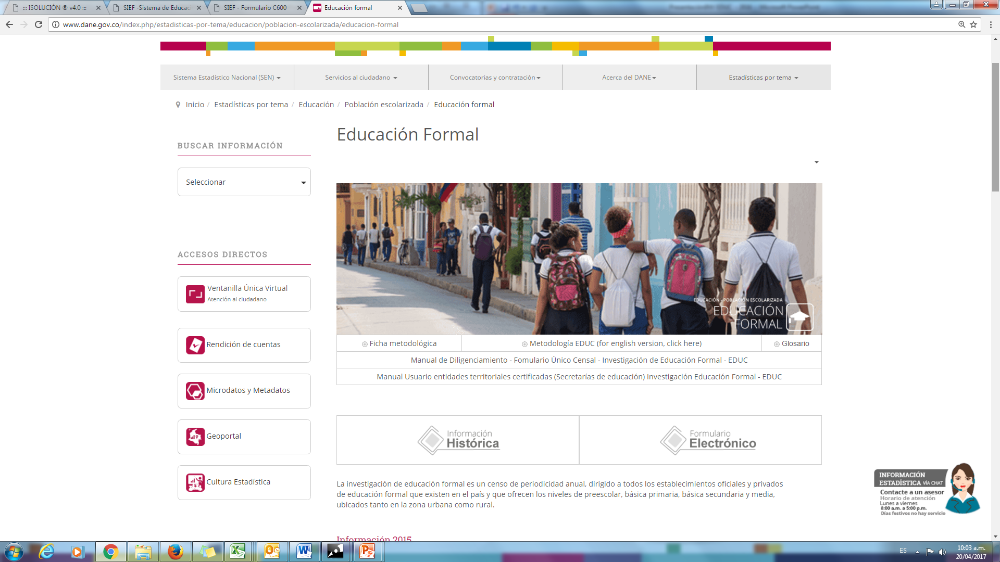 ::: ISOLUCIÓN ® v4.0 :::
SIEF -Sistema de Educaci
SIEF - Formulario C600
Educación formal
www.dane.gov.co/index.php/estadisticas-por-tema/educacion/poblacion-escolarizada/educacion-formal
Sistema Estadístico Nacional (SEN)
Servicios al ciudadano
Convocatorias y contratación
Acerca del DANE
Estadísticas por tema
Inicio / Estadísticas por tema / Educación / Población escolarizada / Educación formal
Educación Formal
BUSCAR INFORMACIÓN
Seleccionar
ACCESOS DIRECTOS
Ventanilla Única Virtual
Atención al ciudadano
Rendición de cuentas
Microdatos y Metadatos
Geoportal
Cultura Estadística
EDUCACIÓN - POBLACIÓN ESCOLARIZADA
EDUCACIÓN
FORMAL
Ficha metodológica
Metodología EDUC (for english version, click here)
Glosario
Manual de Diligenciamiento - Fomulario Único Censal - Investigación de Educación Formal - EDUC
Manual Usuario entidades territoriales certificadas (Secretarías de educación) Investigación Educación Formal - EDUC
Información
Histórica
Formulario
Electrónico
La investigación de educación formal es un censo de periodicidad anual, dirigido a todos los establecimientos oficiales y privados
de educación formal que existen en el país y que ofrecen los niveles de preescolar, básica primaria, básica secundaria y media,
ubicados tanto en la zona urbana como rural.
Información 2015
INFORMACIÓN
ESTADÍSTICA VÍA CHAT
Contacte a un asesor
Horario de atención
Lunes a viernes
8:00 a.m. a 5:00 p.m.
Días festivos no hay servicio
ES
10:03 a.m.
20/04/2017